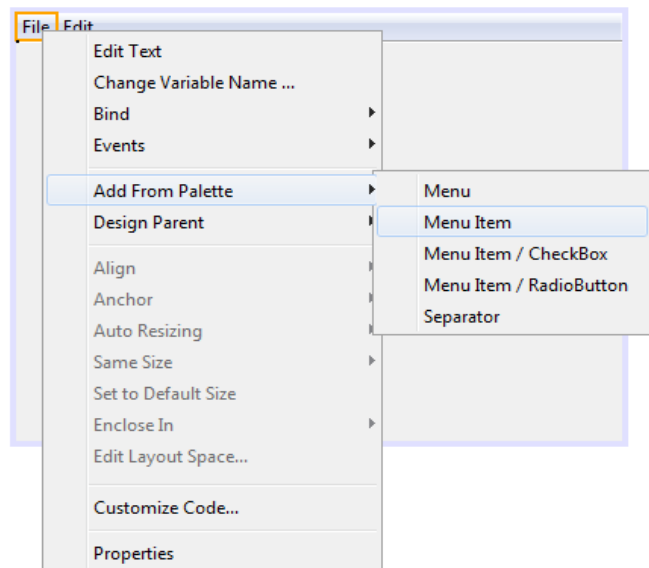 File Edit
Edit Text
Change Variable Name ...
Bind
Events
Add From Palette
Design Parent
Align
Anchor
Auto Resizing
Same Size
Set to Default Size
Enclose In
Edit Layout Space...
Customize Code...
Properties
Menu
Menu Item
Menu Item / CheckBox
Menu Item / RadioButton
Separator